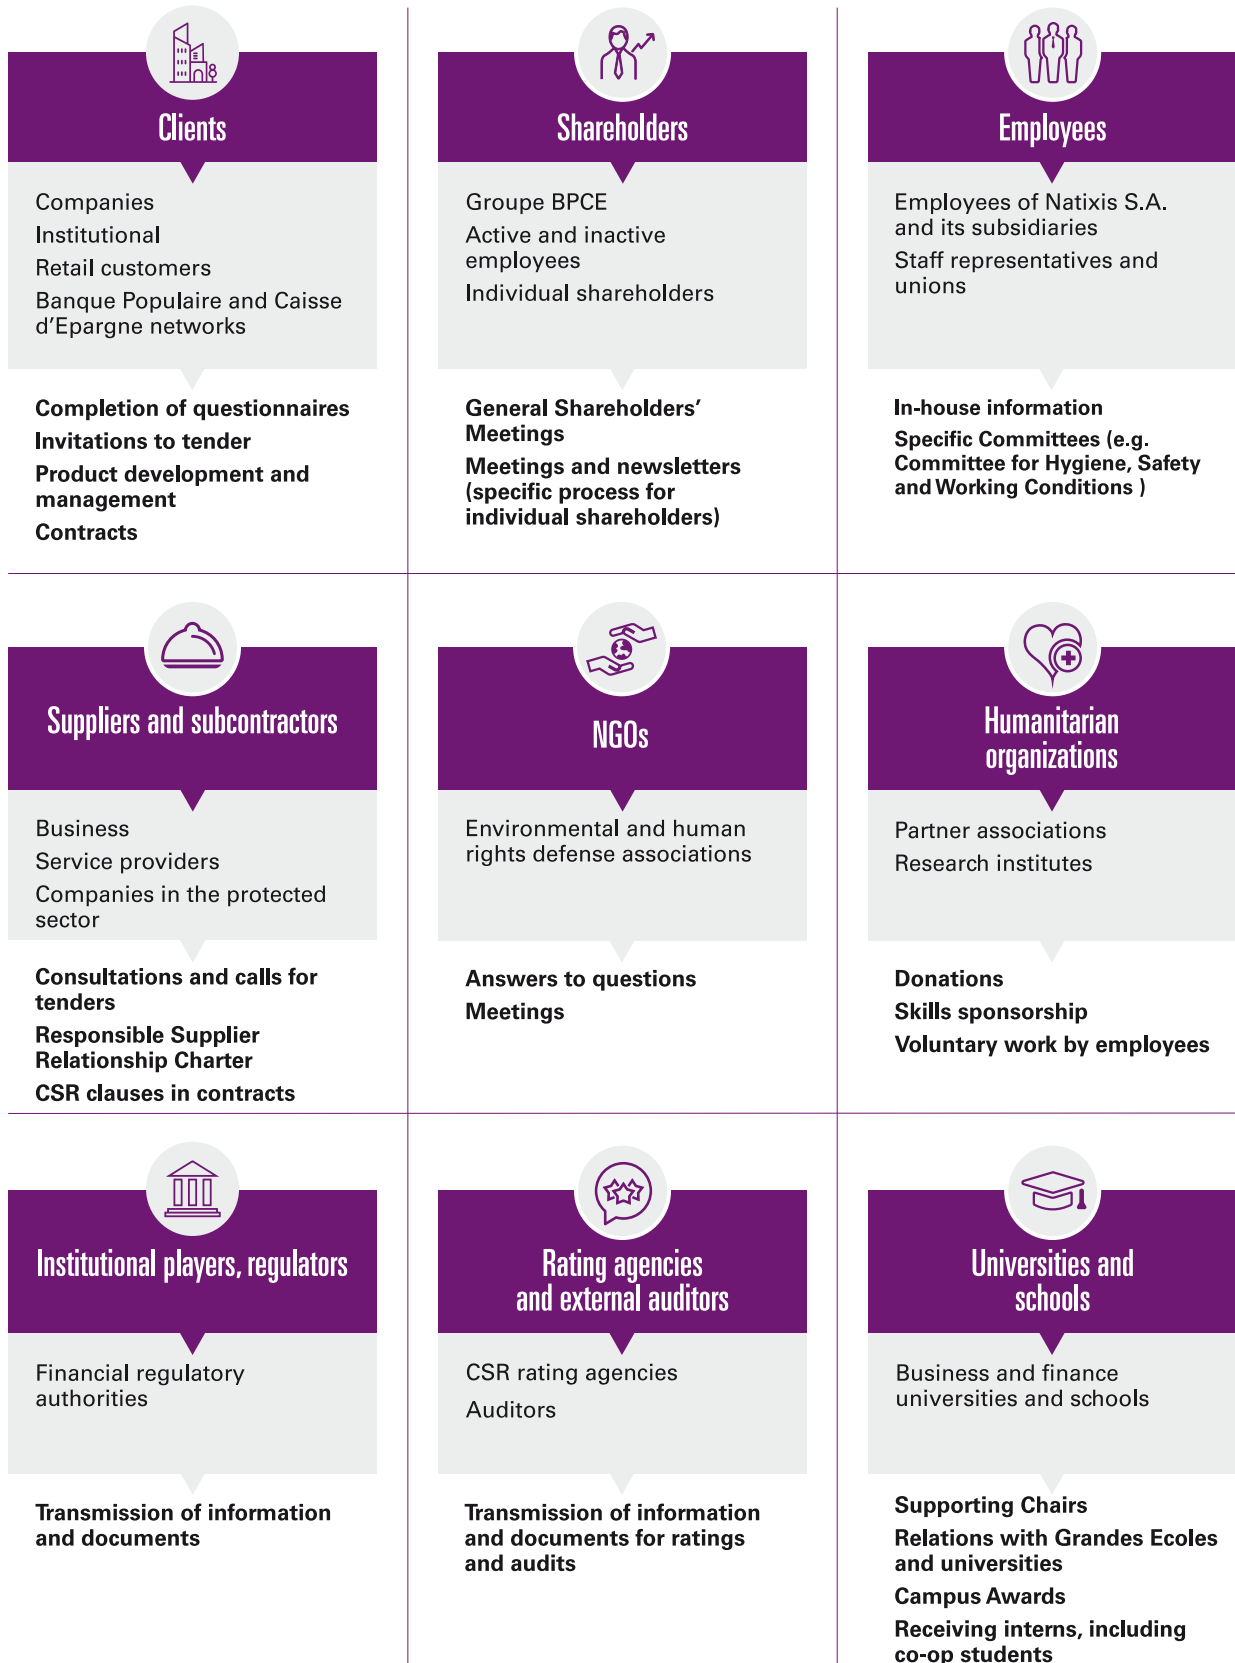 Clients
Companies
Institutional
Retail customers
Banque Populaire and Caisse
d'Epargne networks
Completion of questionnaires
Invitations to tender
Product development and
management
Contracts
Shareholders
Groupe BPCE
Active and inactive
employees
Individual shareholders
General Shareholders'
Meetings
Meetings and newsletters
(specific process for
individual shareholders)
Employees
Employees of Natixis S.A.
and its subsidiaries
Staff representatives and
unions
In-house information
Specific Committees (e.g.
Committee for Hygiene, Safety
and Working Conditions )
Suppliers and subcontractors
Business
Service providers
Companies in the protected
sector
Consultations and calls for
tenders
Responsible Supplier
Relationship Charter
CSR clauses in contracts
NGOs
Environmental and human
rights defense associations
Answers to questions
Meetings
Humanitarian
organizations
Partner associations
Research institutes
Donations
Skills sponsorship
Voluntary work by employees
Institutional players, regulators
Financial regulatory
authorities
Transmission of information
and documents
Rating agencies
and external auditors
CSR rating agencies
Auditors
Transmission of information
and documents for ratings
and audits
Universities and
schools
Business and finance
universities and schools
Supporting Chairs
Relations with Grandes Ecoles
and universities
Campus Awards
Receiving interns, including
co-op students